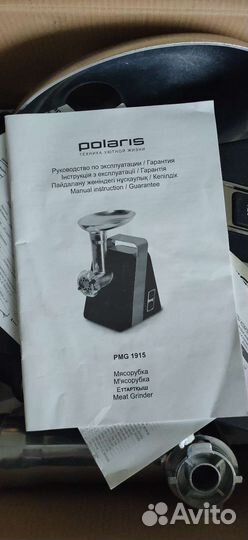 polaris
ТЕХНИКА УЮТНОЙ ЖИЗНИ
Руководство по эксплуатации / Гарантия
Інструкція з експлуатації / Гарантія
Пайдалану жөніндегі нұсқаулық / Кепілдік
Manual instruction / Guarantee
PMG 1915
Мясорубка
М'ясорубка
Еттартқыш
Meat Grinder
Avito